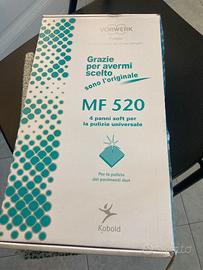 VORWERK
Grazie
per avermi
scelto
sono l'originale
MF 520
4 panni soft per
la pulizia universale
Per la pulizia
dei pavimenti duri
Kobold